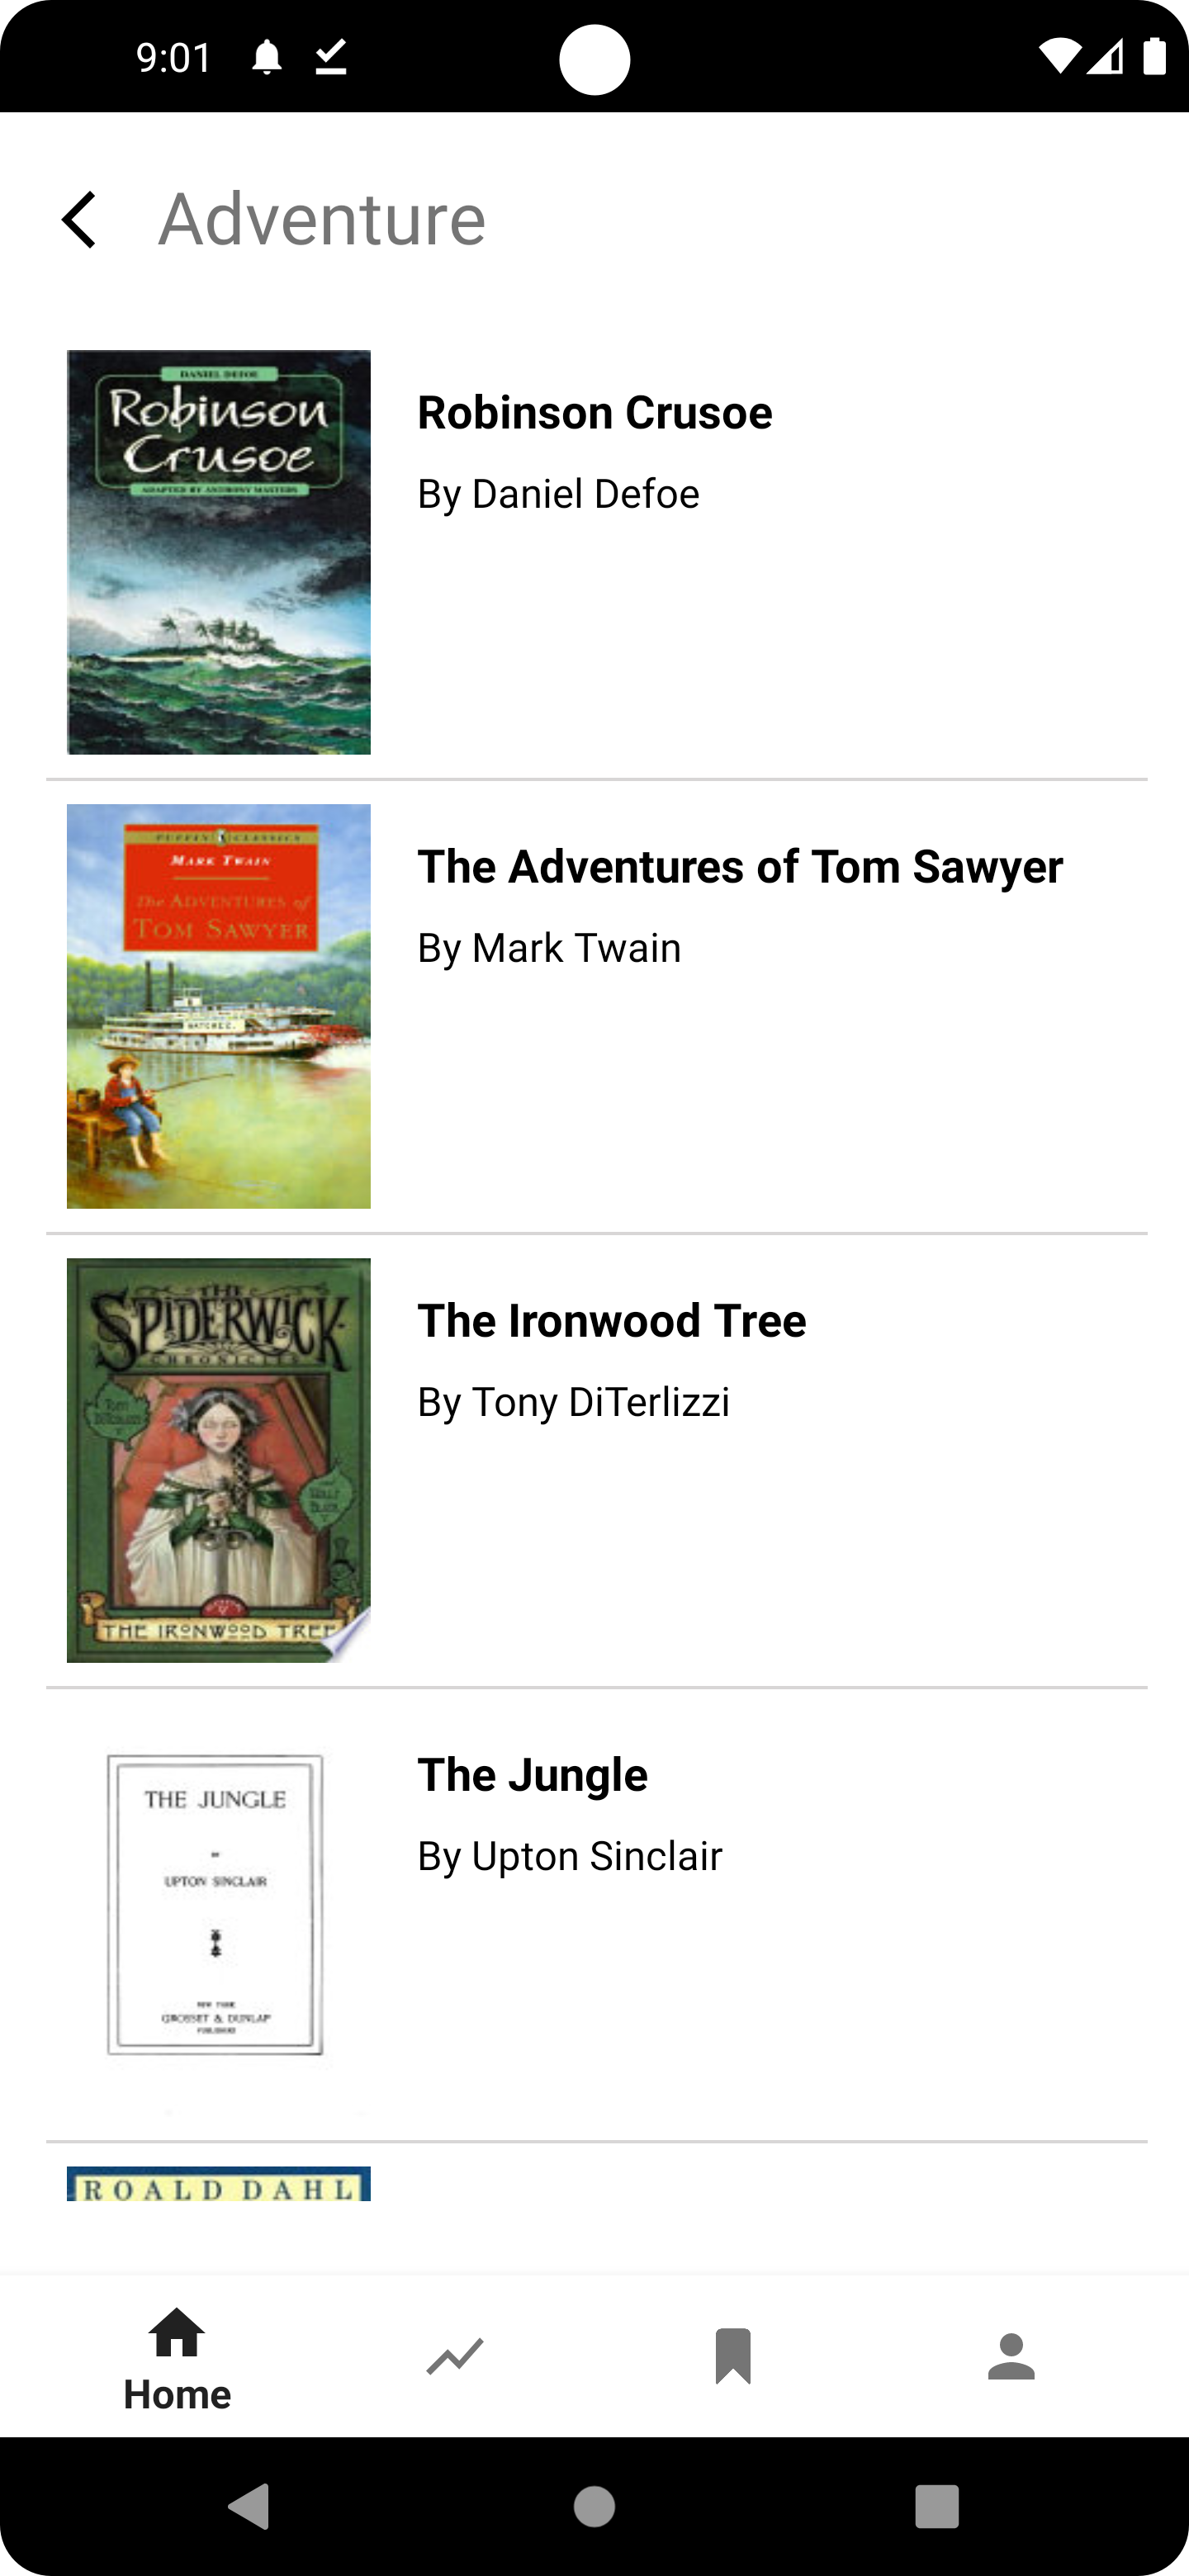 9:01
Adventure
DANIEL DEFOE
Robinson
Crusoe
ADAPTED BY ANTHONY MASTERS
Robinson Crusoe
By Daniel Defoe
PUFFIN CLASSICS
MARK TWAIN
The ADVENTURES of
TOM SAWYER
The Adventures of Tom Sawyer
By Mark Twain
THE
SPIDERWICK
CHRONICLES
THE IRONWOOD TREE
The Ironwood Tree
By Tony DiTerlizzi
THE JUNGLE
BY
UPTON SINCLAIR
NEW YORK
GROSSET & DUNLAP
PUBLISHERS
The Jungle
By Upton Sinclair
ROALD DAHL
Home